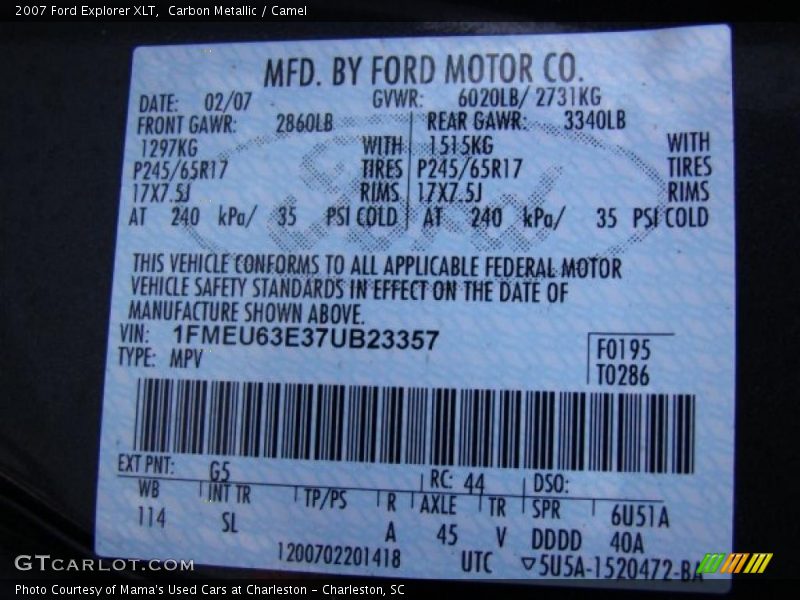 2007 Ford Explorer XLT,  Carbon Metallic / Camel
MFD. BY FORD MOTOR CO.
DATE: 02/07 GVWR: 6020LB/ 2731KG
FRONT GAWR: 2860LB REAR GAWR: 3340LB
1297KG WITH 1515KG WITH
P245/65R17 TIRES P245/65R17 TIRES
17X7.5J RIMS 17X7.5J RIMS
AT 240 kPa/ 35 PSI COLD AT 240 kPa/ 35 PSI COLD
THIS VEHICLE CONFORMS TO ALL APPLICABLE FEDERAL MOTOR
VEHICLE SAFETY STANDARDS IN EFFECT ON THE DATE OF
MANUFACTURE SHOWN ABOVE.
VIN: 1FMEU63E37UB23357
TYPE: MPV
F0195
T0286
EXT PNT: G5 RC: 44 DSO:
WB INT TR TP/PS R AXLE TR SPR 6U51A
114 SL A 45 V DDDD 40A
1200702201418 UTC ▽5U5A-1520472-BA
Ford
GTCARLOT.COM
Photo Courtesy of Mama's Used Cars at Charleston - Charleston, SC